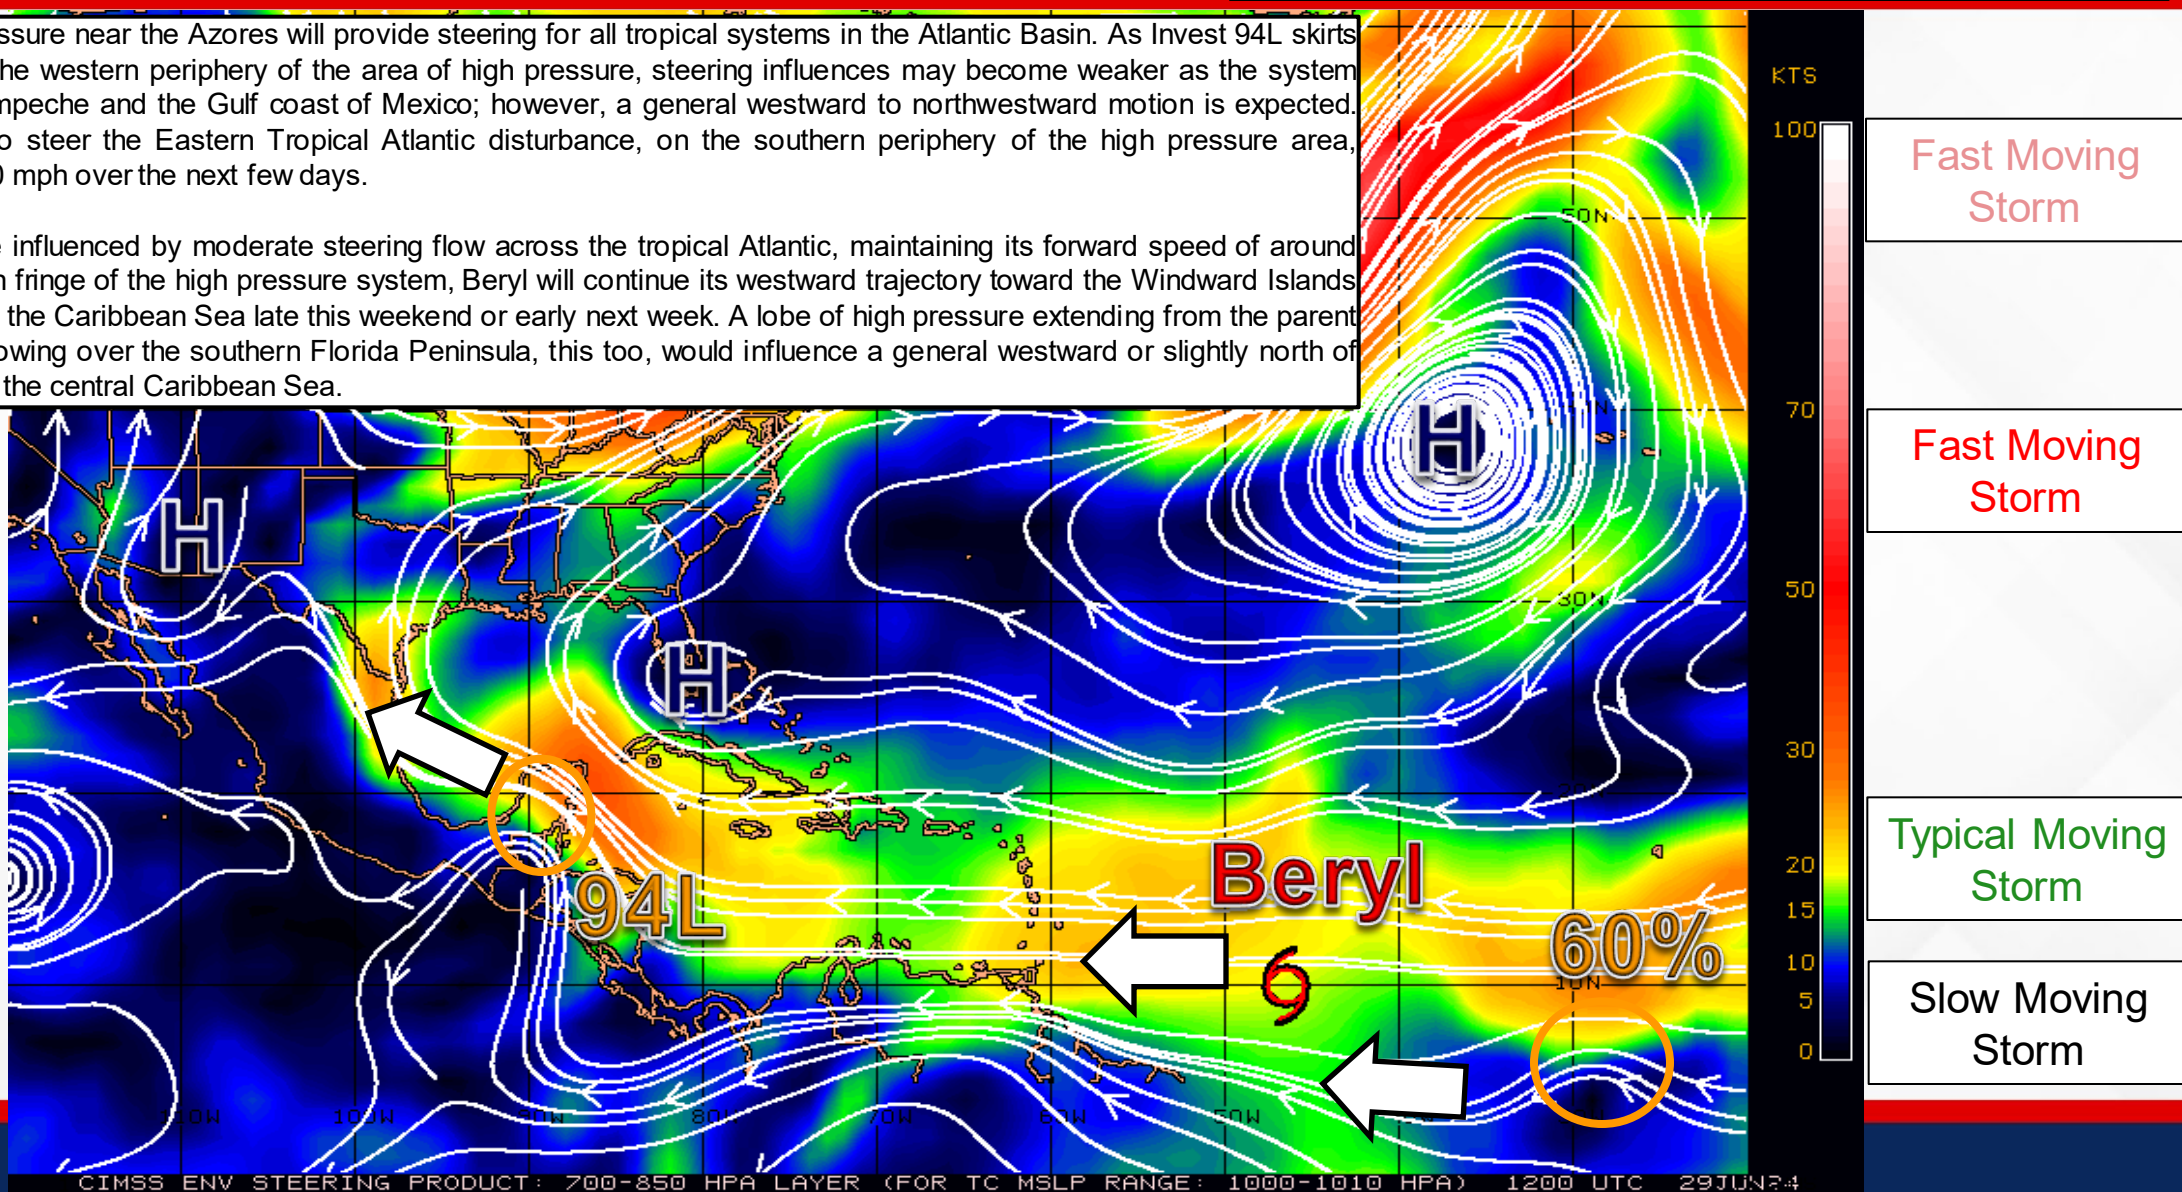 ssure near the Azores will provide steering for all tropical systems in the Atlantic Basin. As Invest 94L skirts
he western periphery of the area of high pressure, steering influences may become weaker as the system
mpeche and the Gulf coast of Mexico; however, a general westward to northwestward motion is expected.
o steer the Eastern Tropical Atlantic disturbance, on the southern periphery of the high pressure area,
0 mph over the next few days.
e influenced by moderate steering flow across the tropical Atlantic, maintaining its forward speed of around
n fringe of the high pressure system, Beryl will continue its westward trajectory toward the Windward Islands
the Caribbean Sea late this weekend or early next week. A lobe of high pressure extending from the parent
owing over the southern Florida Peninsula, this too, would influence a general westward or slightly north of
the central Caribbean Sea.
KTS
100
70
50
30
20
15
10
5
0
Fast Moving
Storm
Fast Moving
Storm
Typical Moving
Storm
Slow Moving
Storm
50N
H
H
30N
H
Beryl
94L
60%
10N
100W
90W
80W
70W
60W
50W
CIMSS ENV STEERING PRODUCT: 700-850 HPA LAYER (FOR TC MSLP RANGE: 1000-1010 HPA) 1200 UTC 29JUN24